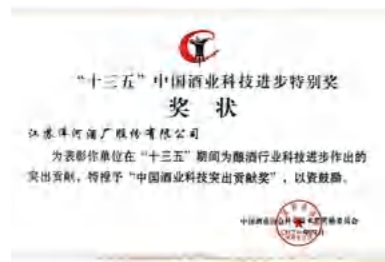 “十三五”中国酒业科技进步特别奖
奖 状
江苏洋河酒厂股份有限公司
为表彰你单位在“十三五”期间为酿酒行业科技进步作出的
突出贡献，特授予“中国酒业科技突出贡献奖”，以资鼓励。